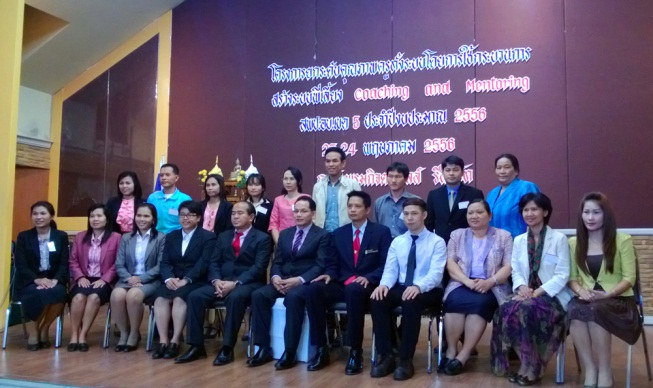 โครงการยกระดับคุณภาพครูทั้งระบบโดยการใช้กระบวนการ
สร้างระบบพี่เลี้ยง Coaching and Mentoring
ประจำปีงบประมาณ 2556
24 พฤษภาคม 2556